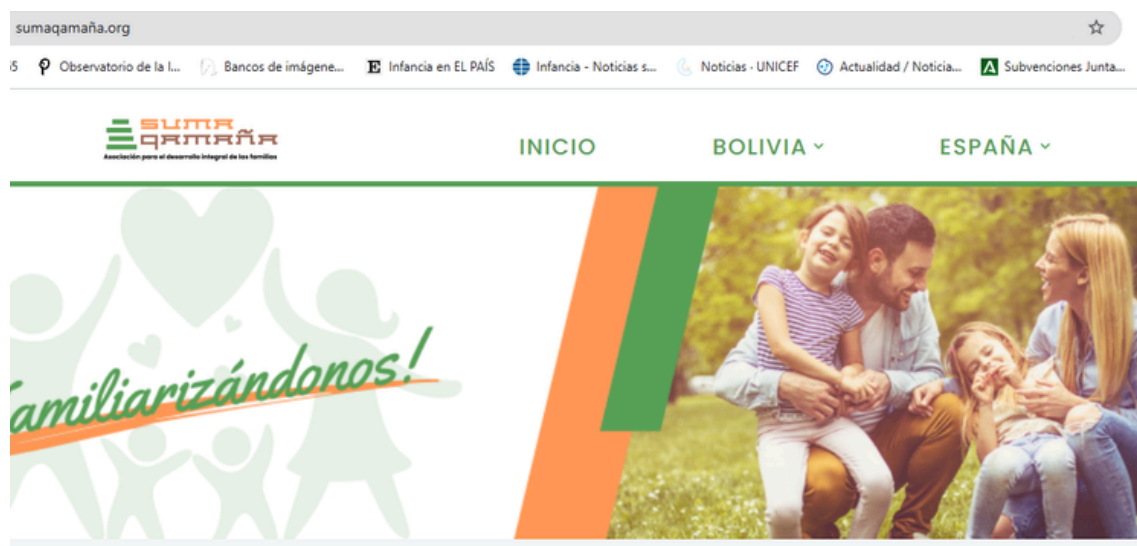 sumaqamaña.org
Observatorio de la I... Bancos de imágene... Infancia en EL PAÍS Infancia - Noticias s... Noticias · UNICEF Actualidad / Noticia... Subvenciones Junta...
SUMA
QAMAÑA
Asociación para el desarrollo integral de las familias
INICIO BOLIVIA ESPAÑA
amiliarizándonos!